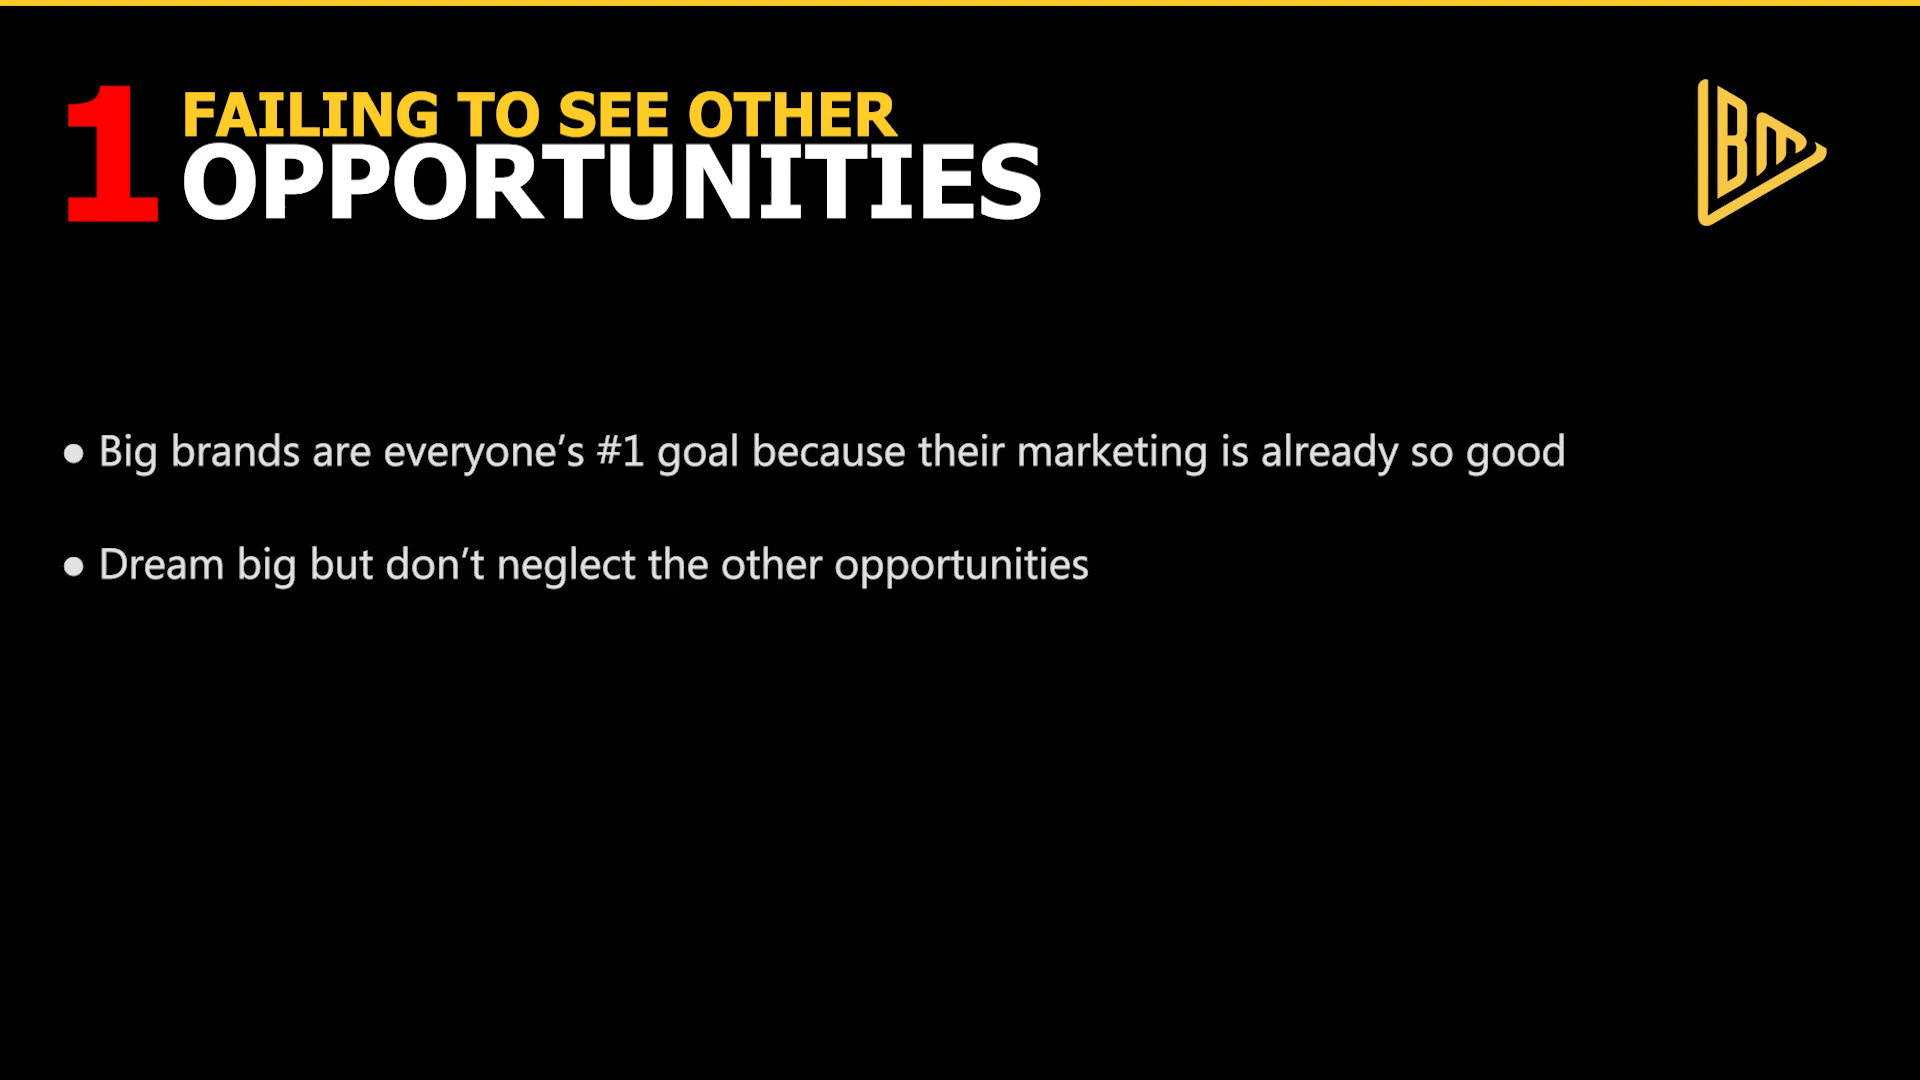 1
FAILING TO SEE OTHER
OPPORTUNITIES
BM
● Big brands are everyone’s #1 goal because their marketing is already so good
● Dream big but don’t neglect the other opportunities